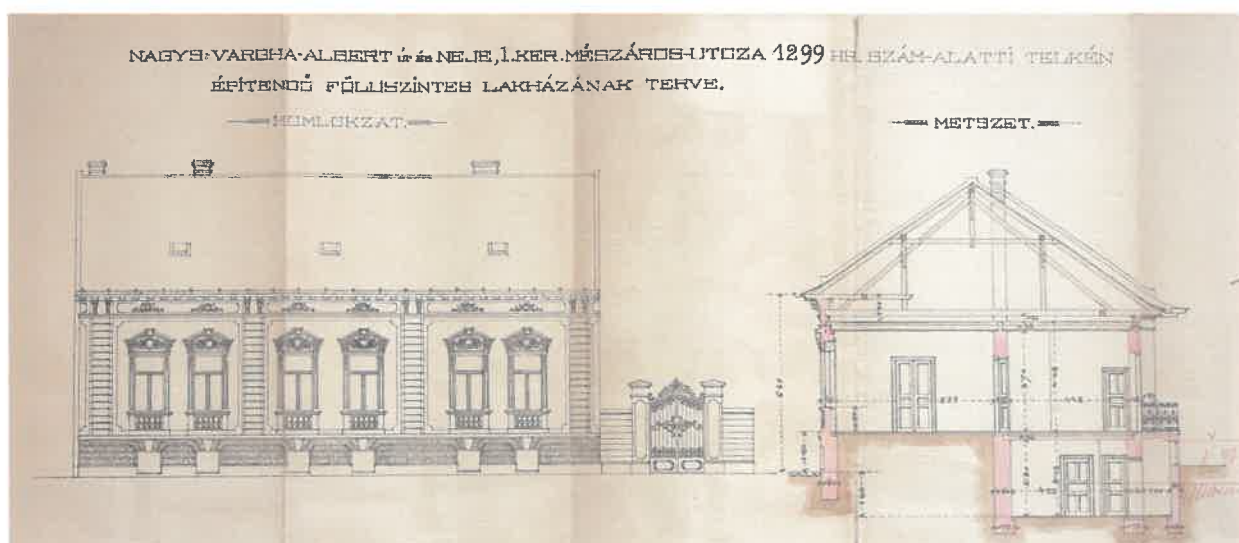 NAGYS: VARGHA-ALBERT úr és NEJE, I. KER. MÉSZÁROS-UTCZA 1299 HR. SZÁM-ALATTI TELKÉN
ÉPÍTENDŐ FÖLDSZINTES LAKHÁZÁNAK TERVE.
HOMLOKZAT.
METSZET.